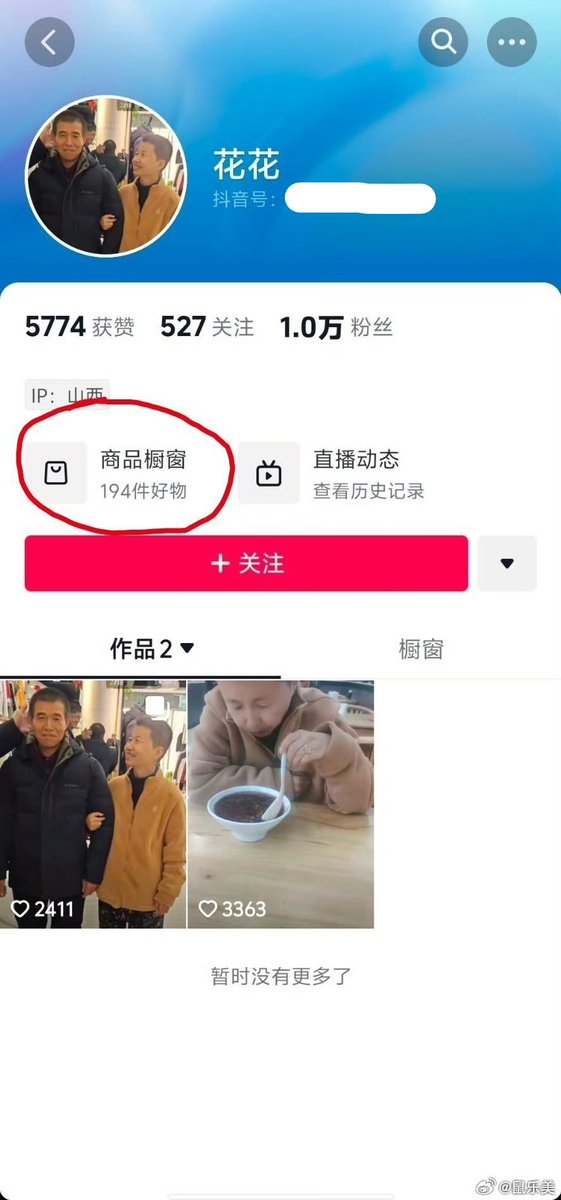 花花
抖音号：
5774 获赞 527 关注 1.0万 粉丝
IP：山西
商品橱窗
194件好物
直播动态
查看历史记录
+ 关注
作品 2 ▼
橱窗
2411
3363
暂时没有更多了
@鼠乐美